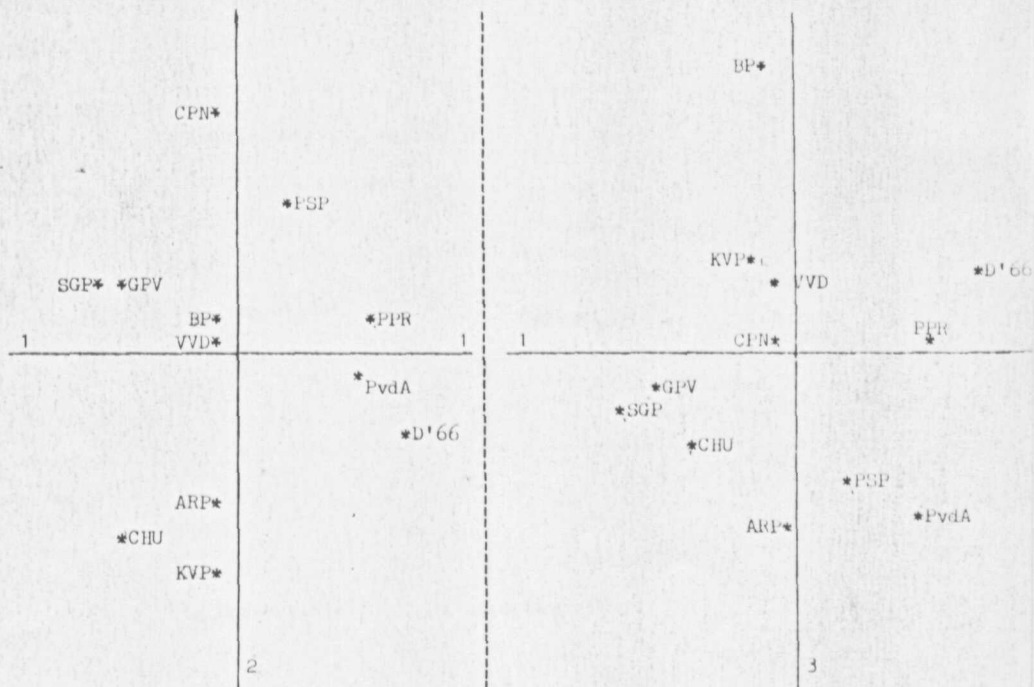 CPN*
*PSP
SGP* *GPV
BP*
*PPR
VVD*
1 1
*PvdA
*D'66
ARP*
*CHU
KVP*
2
BP*
KVP*
*D'66
* VVD
PPR
*
CPN*
1 1
*GPV
*SGP
*CHU
*PSP
*PvdA
ARP*
3